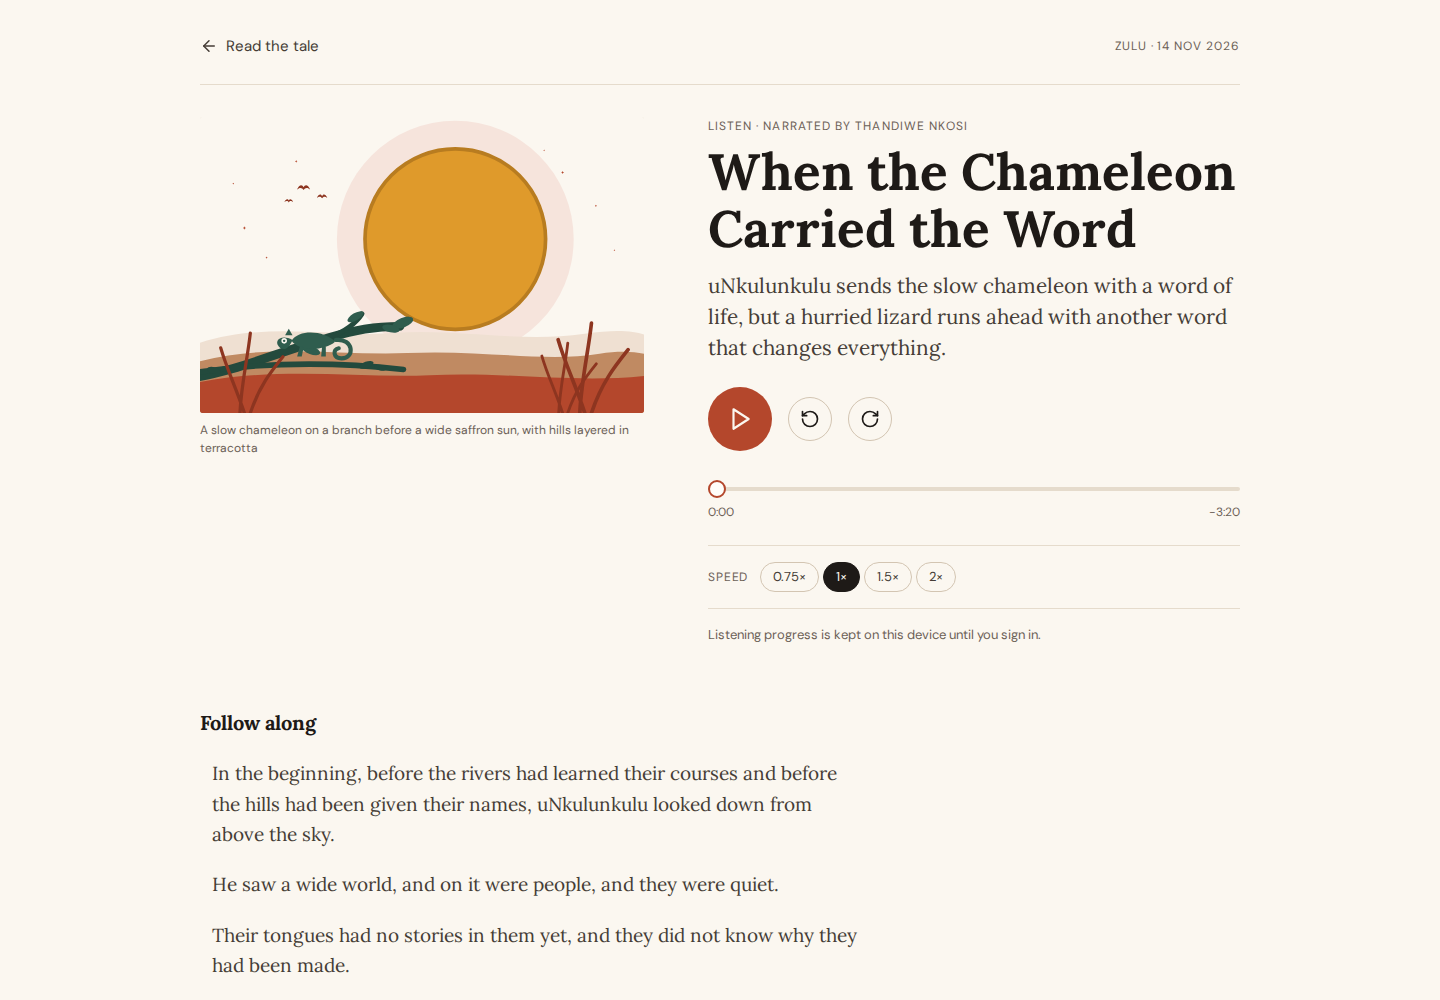 Read the tale
ZULU · 14 NOV 2026
LISTEN · NARRATED BY THANDIWE NKOSI
When the Chameleon
Carried the Word
uNkulunkulu sends the slow chameleon with a word of
life, but a hurried lizard runs ahead with another word
that changes everything.
A slow chameleon on a branch before a wide saffron sun, with hills layered in
terracotta
0:00
−3:20
SPEED 0.75× 1× 1.5× 2×
Listening progress is kept on this device until you sign in.
Follow along
In the beginning, before the rivers had learned their courses and before
the hills had been given their names, uNkulunkulu looked down from
above the sky.
He saw a wide world, and on it were people, and they were quiet.
Their tongues had no stories in them yet, and they did not know why they
had been made.